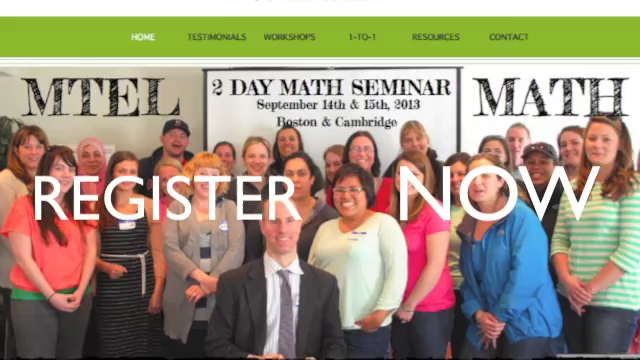 HOME TESTIMONIALS WORKSHOPS 1-TO-1 RESOURCES CONTACT
MTEL 2 DAY MATH SEMINAR MATH
September 14th & 15th, 2013
Boston & Cambridge
REGISTER NOW